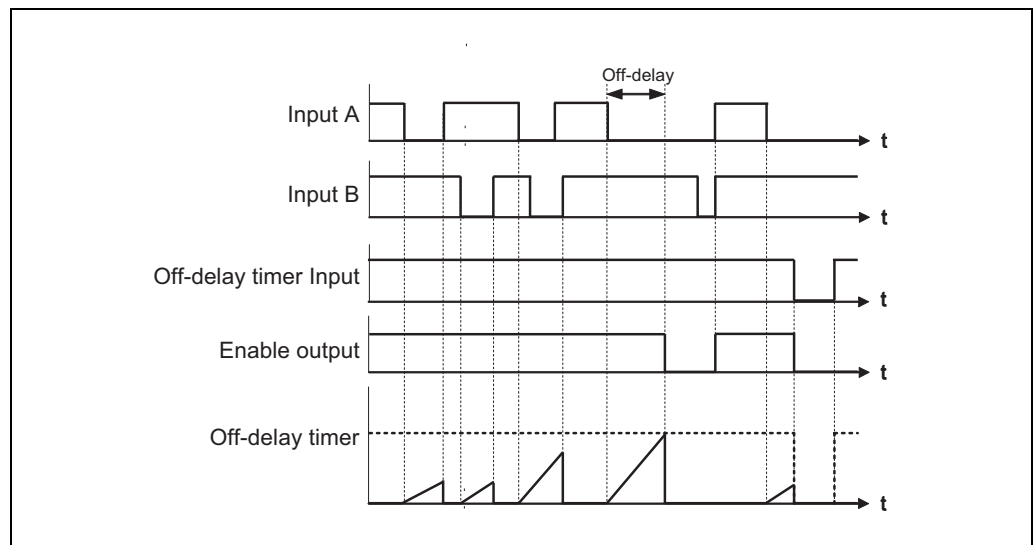 Off-delay
Input A
t
Input B
t
Off-delay timer Input
t
Enable output
t
Off-delay timer
t